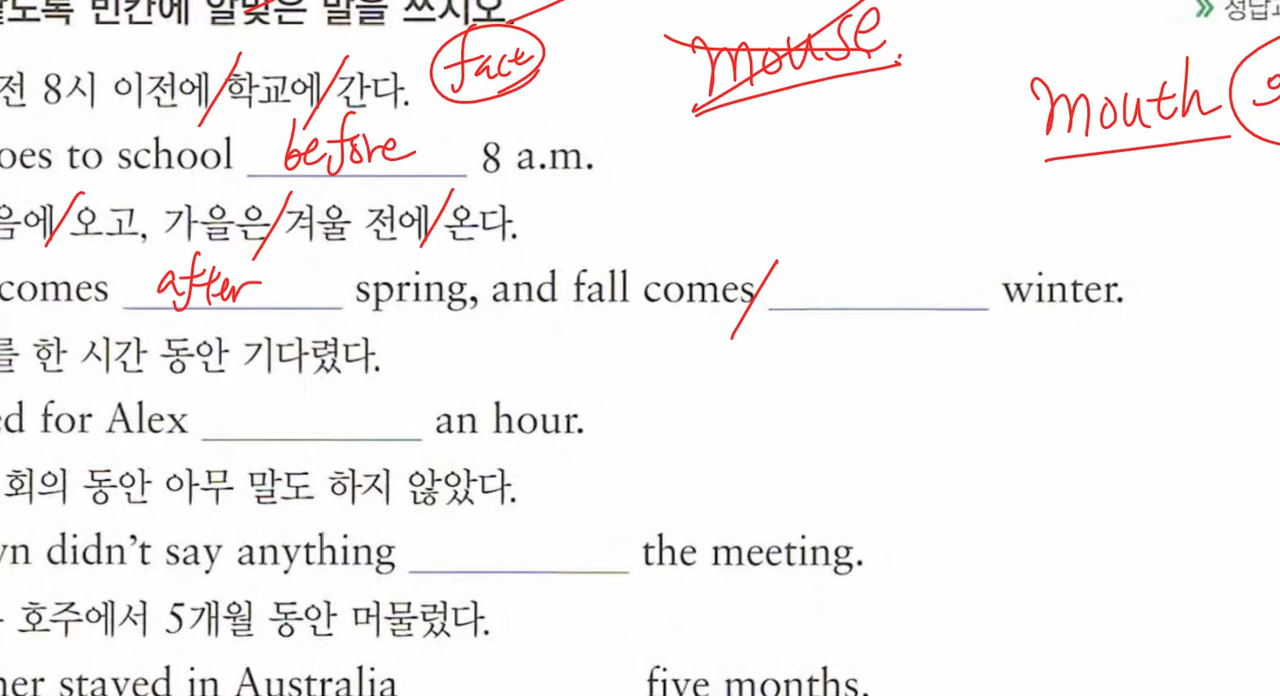 도록 빈칸에 알맞은 말을 쓰시오.
정답
face
mouse.
mouth
전 8시 이전에/학교에/간다.
oes to school before 8 a.m.
음에/오고, 가을은/겨울 전에/온다.
comes after spring, and fall comes/ ________ winter.
를 한 시간 동안 기다렸다.
ed for Alex ________ an hour.
회의 동안 아무 말도 하지 않았다.
wn didn't say anything ________ the meeting.
호주에서 5개월 동안 머물렀다.
her stayed in Australia ________ five months.